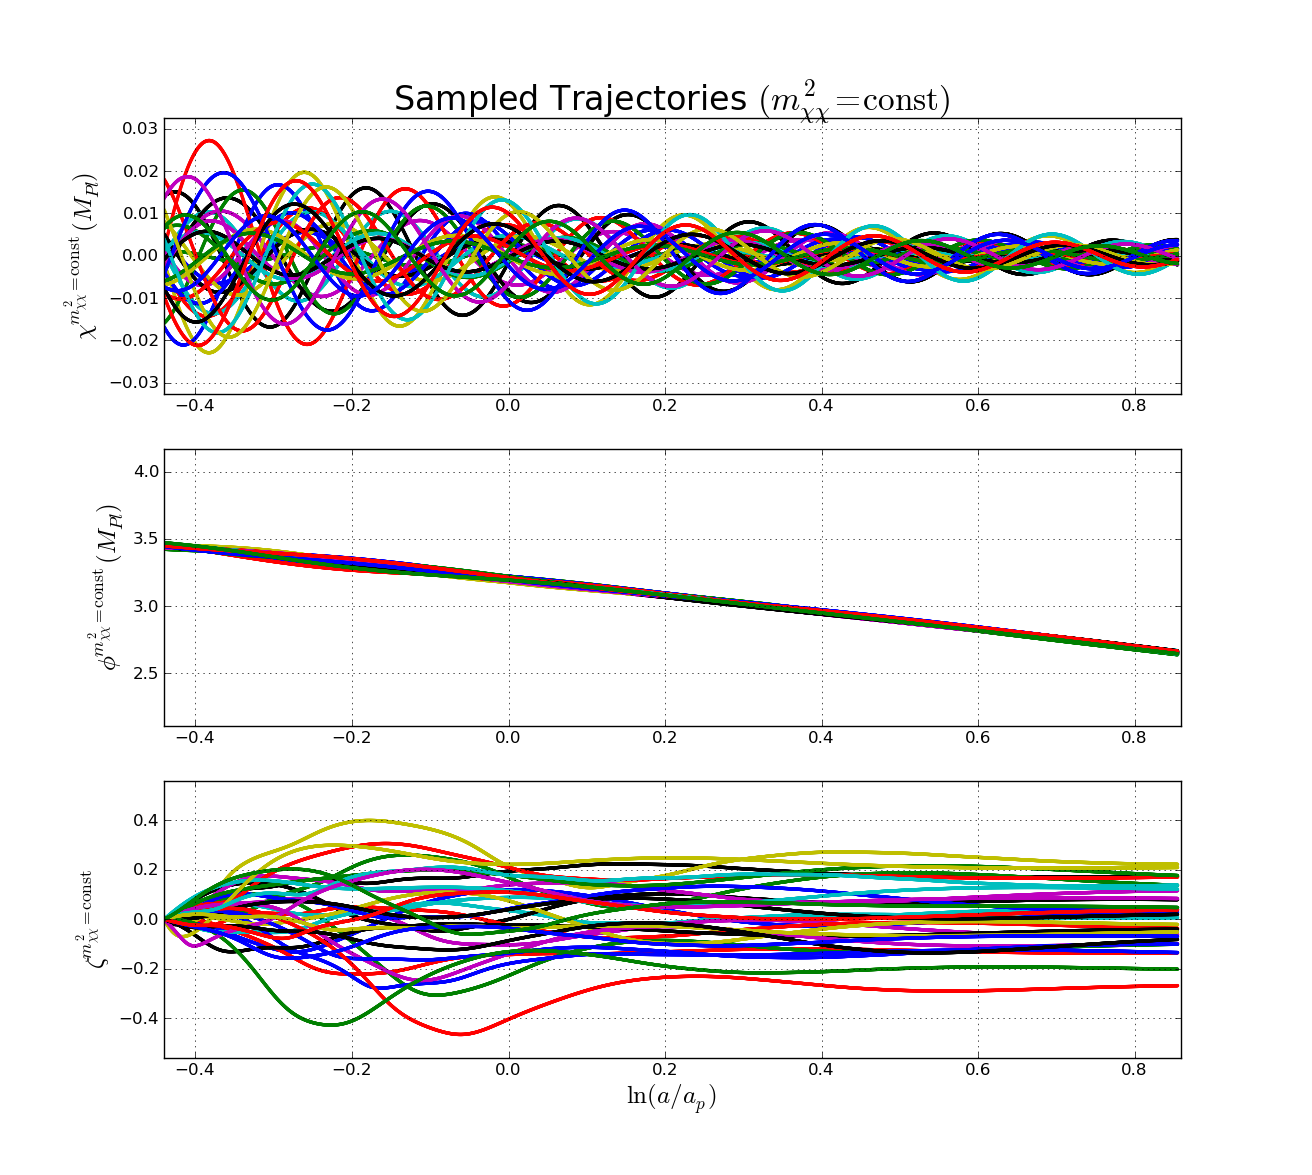 Sampled Trajectories (m²_χχ=const)
χ^{m²_χχ=const} (M_Pl)
0.03
0.02
0.01
0.00
−0.01
−0.02
−0.03
−0.4 −0.2 0.0 0.2 0.4 0.6 0.8
ϕ^{m²_χχ=const} (M_Pl)
4.0
3.5
3.0
2.5
−0.4 −0.2 0.0 0.2 0.4 0.6 0.8
ζ^{m²_χχ=const}
0.4
0.2
0.0
−0.2
−0.4
−0.4 −0.2 0.0 0.2 0.4 0.6 0.8
ln(a/a_p)